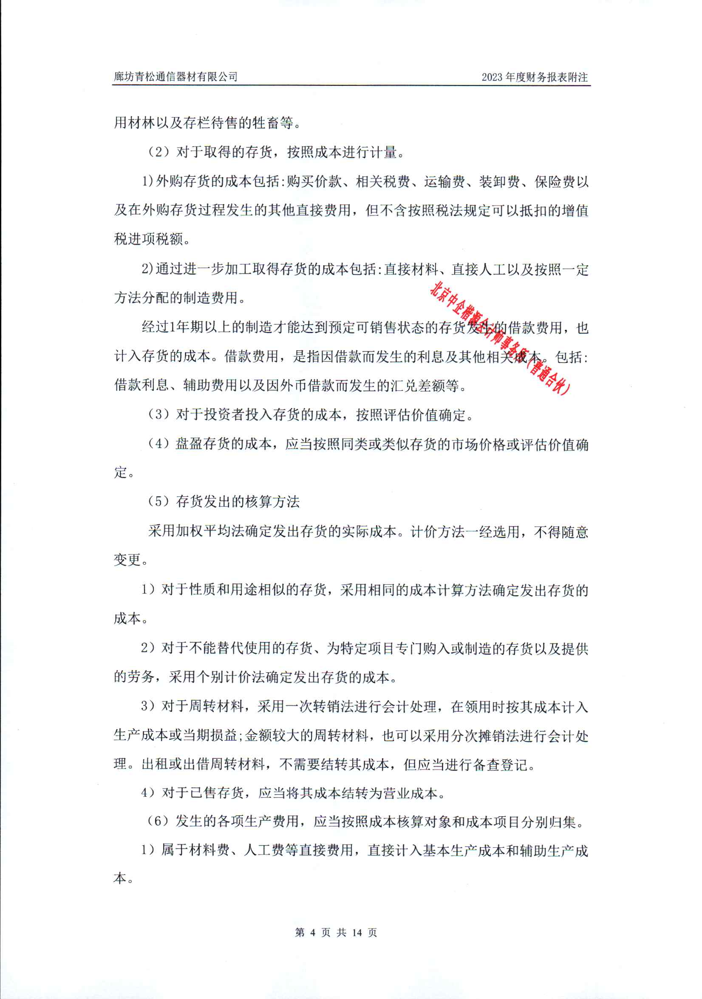 廊坊青松通信器材有限公司 2023 年度财务报表附注
用材林以及存栏待售的牲畜等。
（2）对于取得的存货，按照成本进行计量。
1)外购存货的成本包括:购买价款、相关税费、运输费、装卸费、保险费以
及在外购存货过程发生的其他直接费用，但不含按照税法规定可以抵扣的增值
税进项税额。
2)通过进一步加工取得存货的成本包括:直接材料、直接人工以及按照一定
方法分配的制造费用。
北京中企楷源会计师事务所（普通合伙）
经过1年期以上的制造才能达到预定可销售状态的存货发生的借款费用，也
计入存货的成本。借款费用，是指因借款而发生的利息及其他相关成本。包括:
借款利息、辅助费用以及因外币借款而发生的汇兑差额等。
（3）对于投资者投入存货的成本，按照评估价值确定。
（4）盘盈存货的成本，应当按照同类或类似存货的市场价格或评估价值确
定。
（5）存货发出的核算方法
采用加权平均法确定发出存货的实际成本。计价方法一经选用，不得随意
变更。
1）对于性质和用途相似的存货，采用相同的成本计算方法确定发出存货的
成本。
2）对于不能替代使用的存货、为特定项目专门购入或制造的存货以及提供
的劳务，采用个别计价法确定发出存货的成本。
3）对于周转材料，采用一次转销法进行会计处理，在领用时按其成本计入
生产成本或当期损益;金额较大的周转材料，也可以采用分次摊销法进行会计处
理。出租或出借周转材料，不需要结转其成本，但应当进行备查登记。
4）对于已售存货，应当将其成本结转为营业成本。
（6）发生的各项生产费用，应当按照成本核算对象和成本项目分别归集。
1）属于材料费、人工费等直接费用，直接计入基本生产成本和辅助生产成
本。
第 4 页 共 14 页